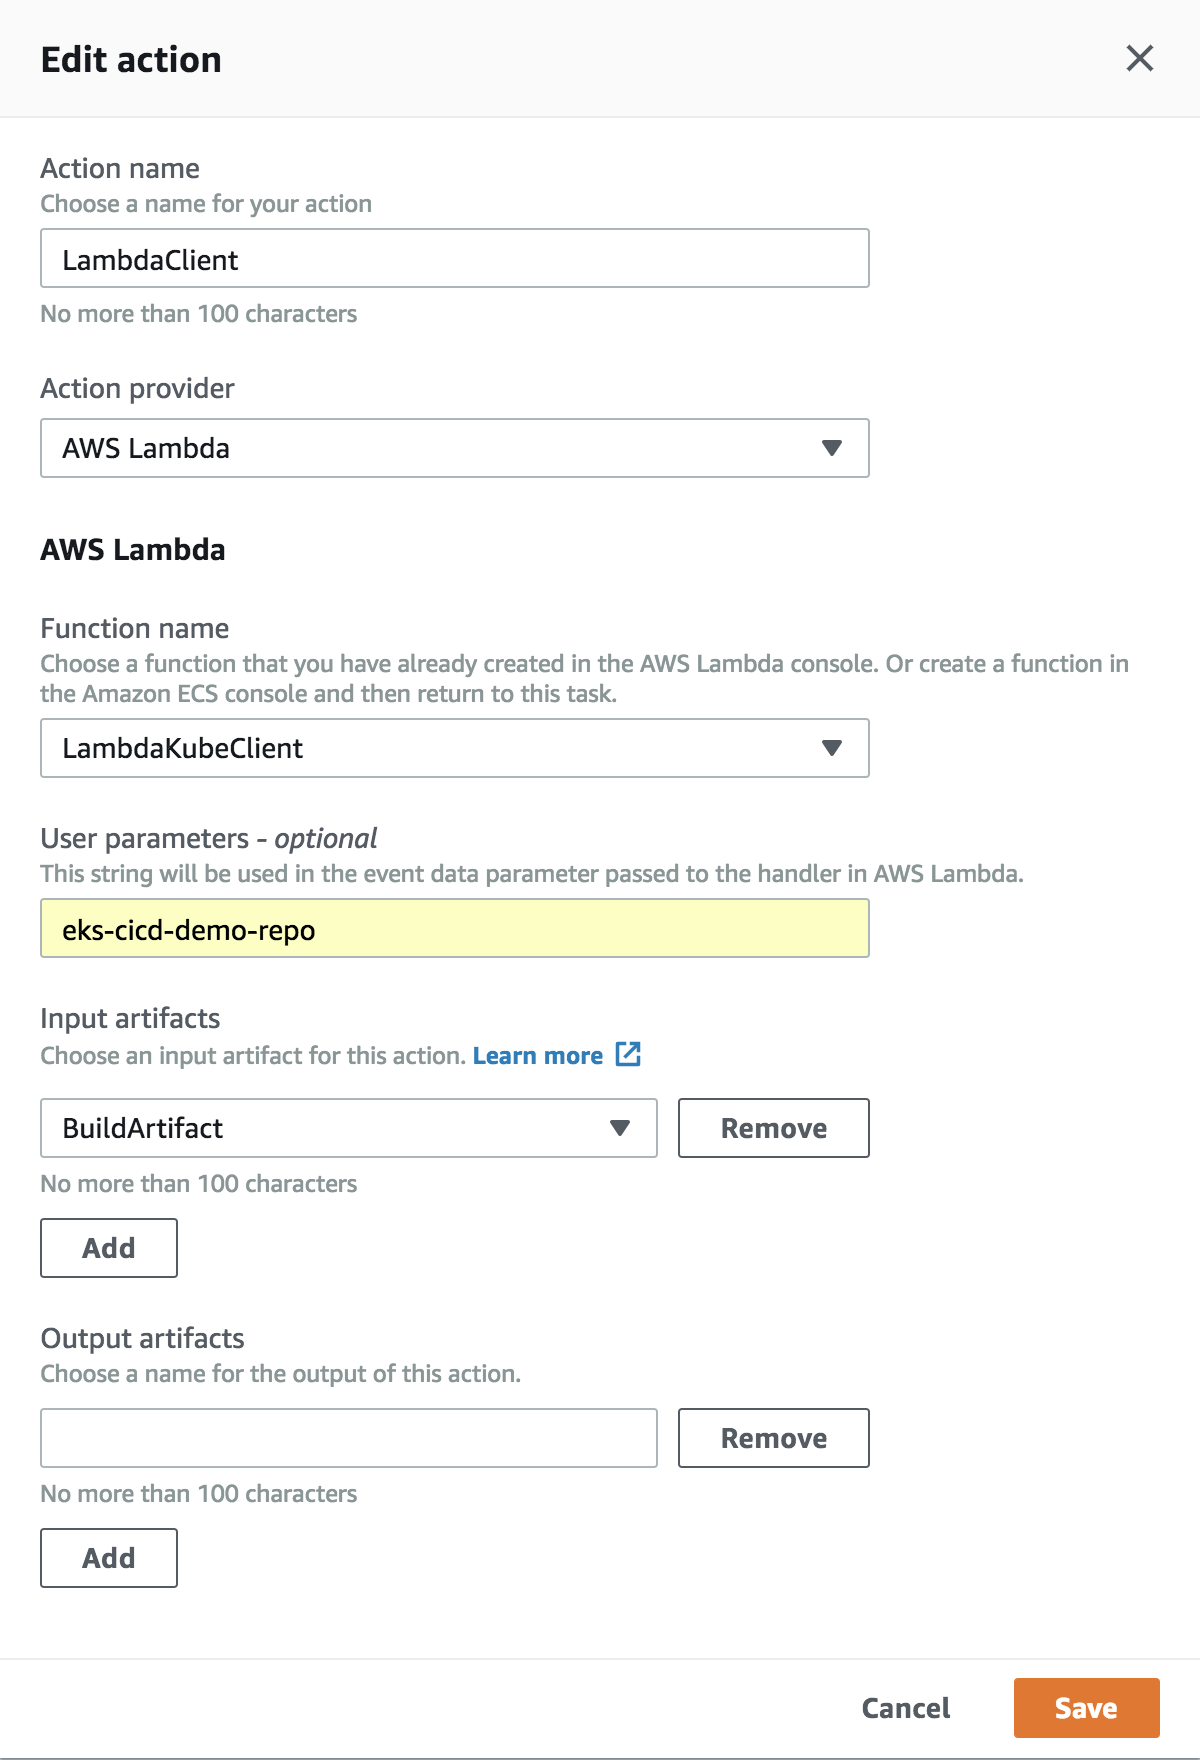 Edit action
Action name
Choose a name for your action
LambdaClient
No more than 100 characters
Action provider
AWS Lambda
AWS Lambda
Function name
Choose a function that you have already created in the AWS Lambda console. Or create a function in
the Amazon ECS console and then return to this task.
LambdaKubeClient
User parameters - optional
This string will be used in the event data parameter passed to the handler in AWS Lambda.
eks-cicd-demo-repo
Input artifacts
Choose an input artifact for this action. Learn more
BuildArtifact
Remove
No more than 100 characters
Add
Output artifacts
Choose a name for the output of this action.
Remove
No more than 100 characters
Add
Cancel
Save